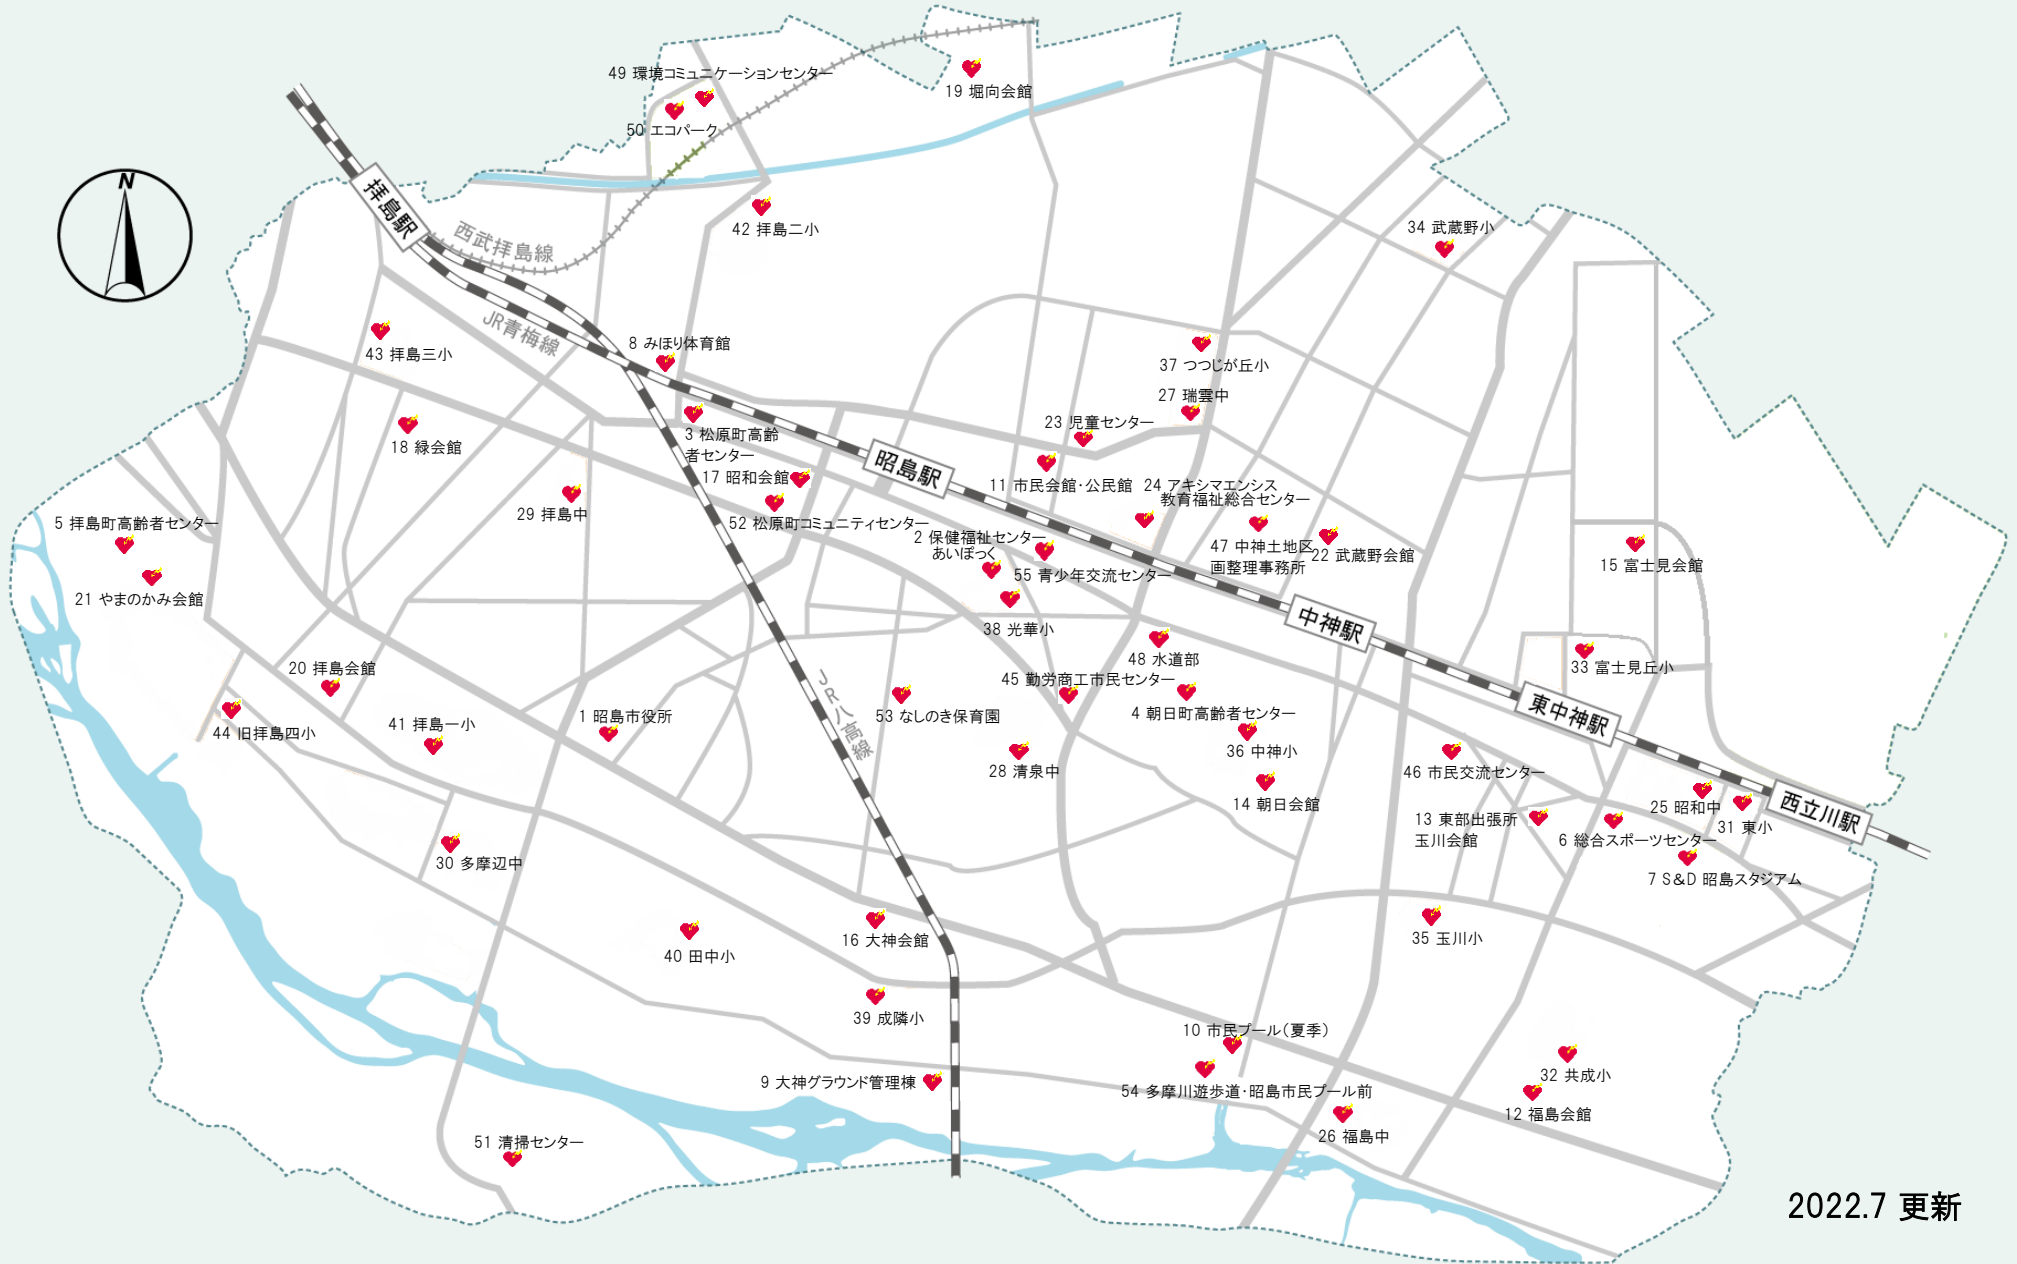 49 環境コミュニケーションセンター
19 堀向会館
50 エコパーク
N
拝島駅
西武拝島線
42 拝島二小
34 武蔵野小
JR青梅線
8 みほり体育館
43 拝島三小
37 つつじが丘小
27 瑞雲中
23 児童センター
18 緑会館
3 松原町高齢
者センター
17 昭和会館
昭島駅
11 市民会館・公民館
24 アキシマエンシス
教育福祉総合センター
29 拝島中
52 松原町コミュニティセンター
5 拝島町高齢者センター
2 保健福祉センター
あいぽっく
47 中神土地区
画整理事務所
22 武蔵野会館
15 富士見会館
55 青少年交流センター
21 やまのかみ会館
38 光華小
中神駅
48 水道部
20 拝島会館
33 富士見丘小
45 勤労商工市民センター
JR八高線
44 旧拝島四小
41 拝島一小
1 昭島市役所
53 なしのき保育園
4 朝日町高齢者センター
東中神駅
36 中神小
28 清泉中
46 市民交流センター
14 朝日会館
25 昭和中
31 東小
西立川駅
13 東部出張所
玉川会館
6 総合スポーツセンター
30 多摩辺中
7 S&D 昭島スタジアム
16 大神会館
35 玉川小
40 田中小
39 成隣小
10 市民プール（夏季）
32 共成小
9 大神グラウンド管理棟
54 多摩川遊歩道・昭島市民プール前
12 福島会館
26 福島中
51 清掃センター
2022.7 更新